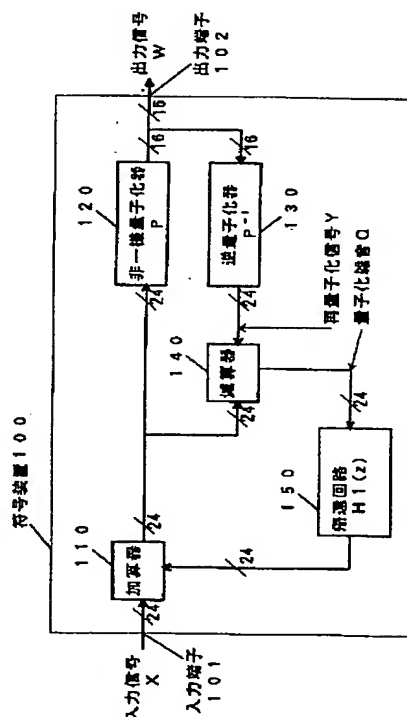 符号装置100
入力信号
X
入力端子
101
24
110
加算器
24
24
120
非一様量子化器
P
16
16
出力信号
W
出力端子
102
16
逆量子化器
P⁻¹
130
24
140
減算器
24
再量子化信号Y
量子化雑音Q
24
150
帰還回路
H1(z)
24